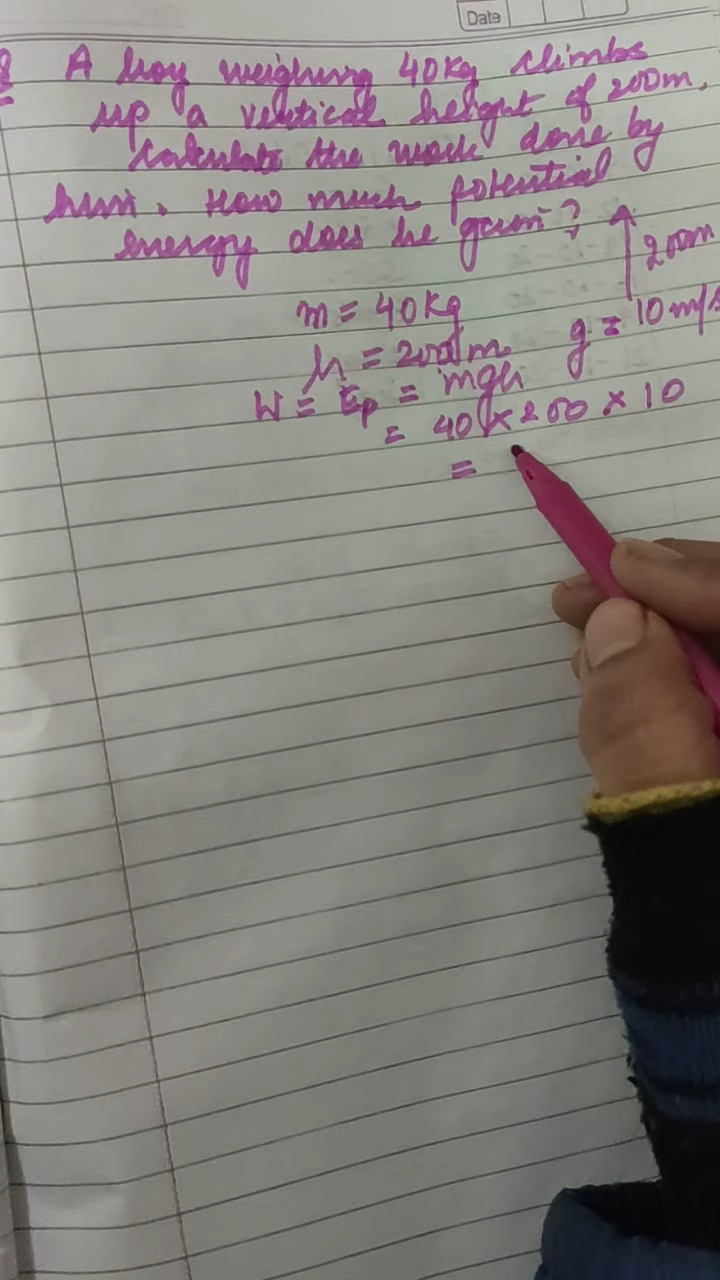 Date
Q A boy weighing 40kg climbs
up a vertical height of 200m.
Calculate the work done by
him. How much potential
energy does he gain?
200m
m = 40kg
h = 200m g = 10 m/s
W = Ep = mgh
= 40 x 200 x 10
=